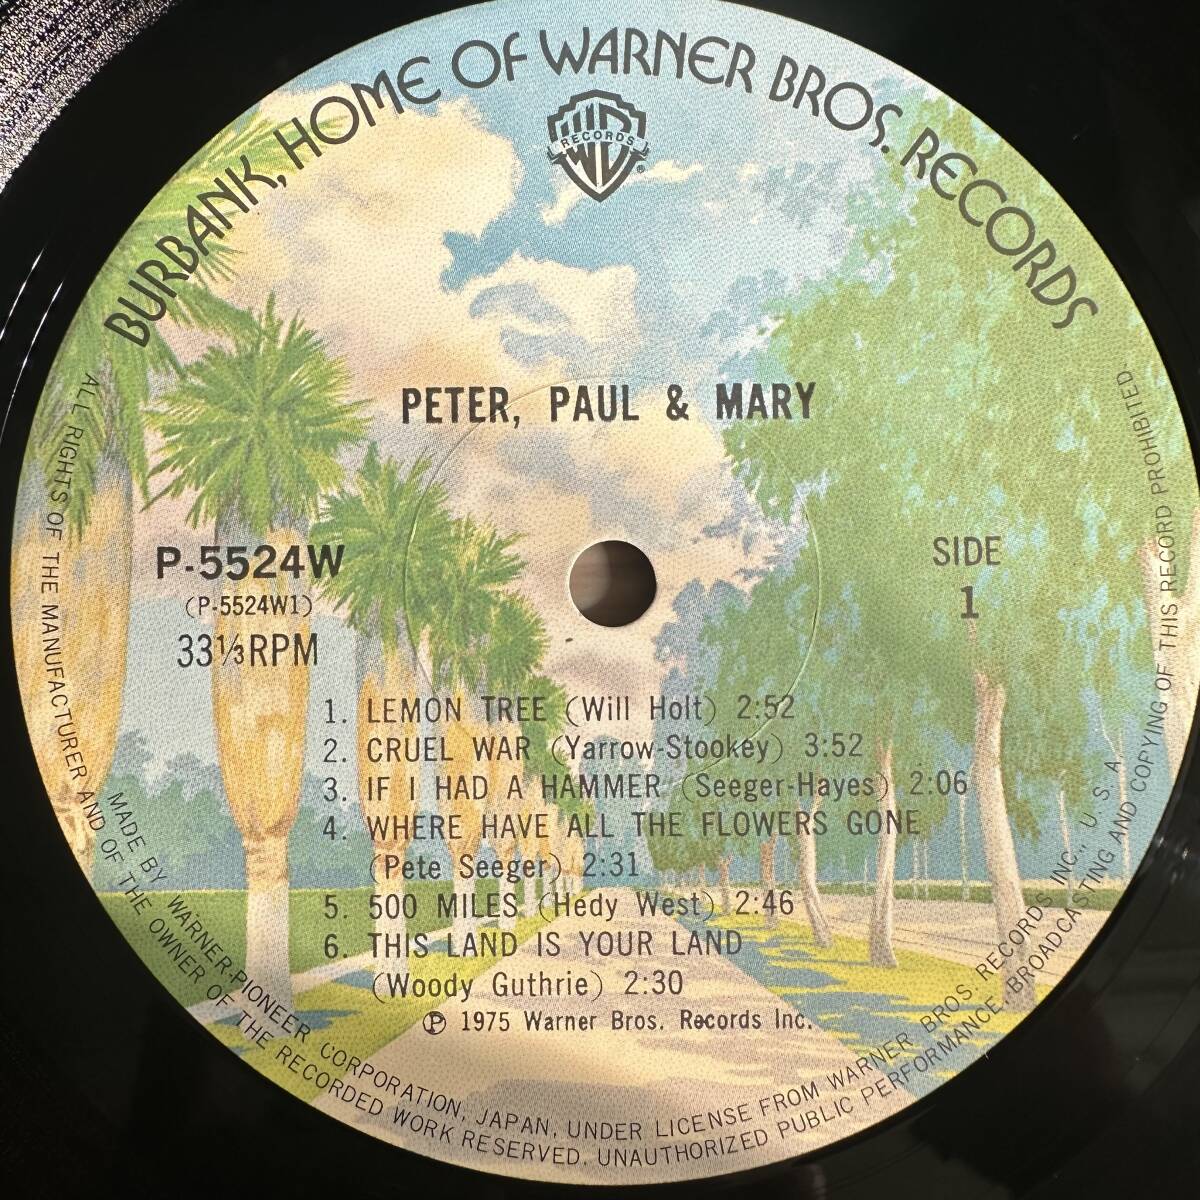 BURBANK, HOME OF WARNER BROS. RECORDS
WB
RECORDS
®
PETER, PAUL & MARY
P-5524W
(P-5524W1)
33⅓RPM
SIDE
1
1. LEMON TREE (Will Holt) 2:52
2. CRUEL WAR (Yarrow-Stookey) 3:52
3. IF I HAD A HAMMER (Seeger-Hayes) 2:06
4. WHERE HAVE ALL THE FLOWERS GONE
(Pete Seeger) 2:31
5. 500 MILES (Hedy West) 2:46
6. THIS LAND IS YOUR LAND
(Woody Guthrie) 2:30
Ⓟ 1975 Warner Bros. Records Inc.
MADE BY WARNER-PIONEER CORPORATION, JAPAN, UNDER LICENSE FROM WARNER BROS. RECORDS INC., U.S.A.
ALL RIGHTS OF THE MANUFACTURER AND OF THE OWNER OF THE RECORDED WORK RESERVED. UNAUTHORIZED PUBLIC PERFORMANCE, BROADCASTING AND COPYING OF THIS RECORD PROHIBITED